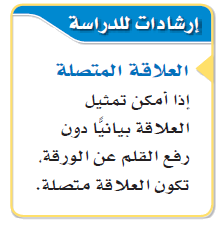 إرشادات للدراسة
العلاقة المتصلة
إذا أمكن تمثيل
العلاقة بيانيًّا دون
رفع القلم عن الورقة،
تكون العلاقة متصلة.